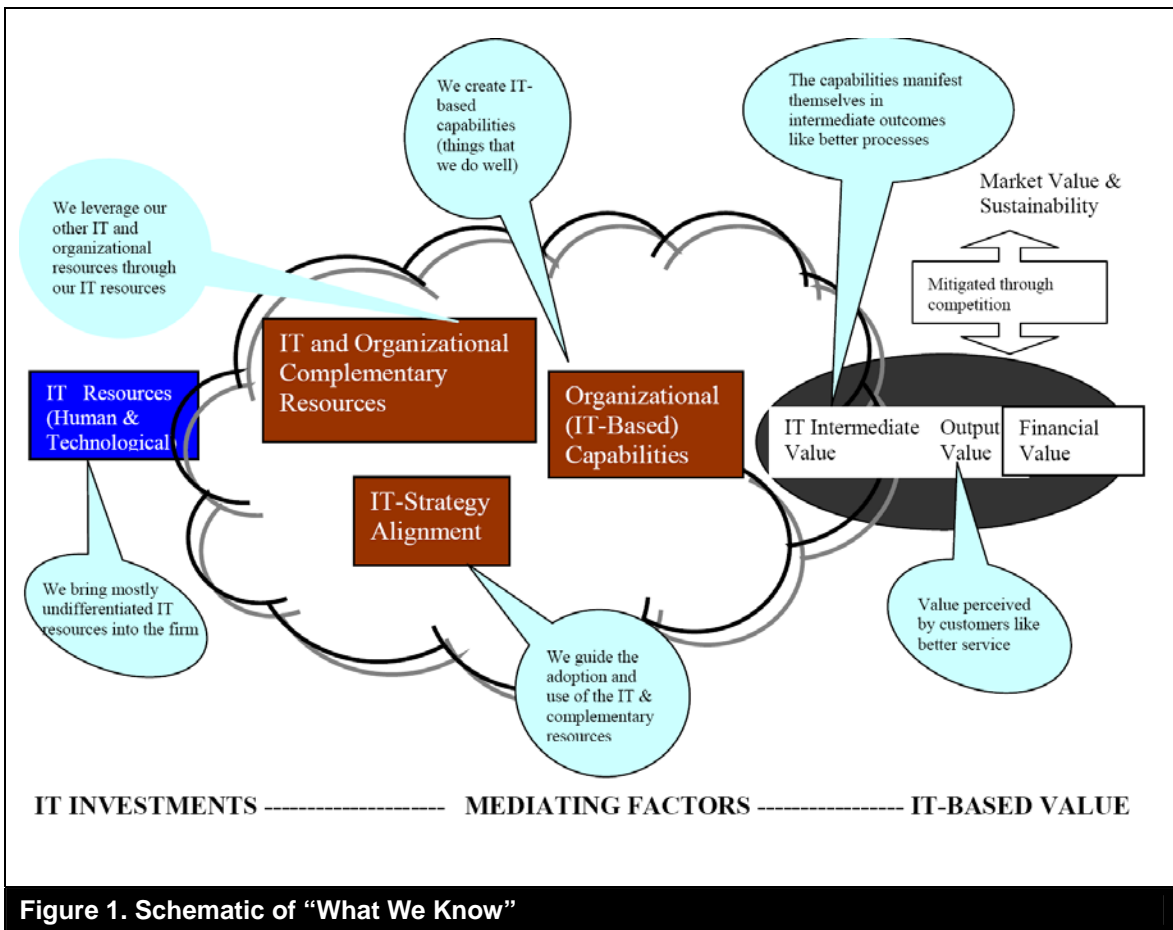 We create IT-
based
capabilities
(things that
we do well)
The capabilities manifest
themselves in
intermediate outcomes
like better processes
Market Value &
Sustainability
We leverage our
other IT and
organizational
resources through
our IT resources
Mitigated through
competition
IT and Organizational
Complementary
Resources
IT Resources
(Human &
Technological)
Organizational
(IT-Based)
Capabilities
IT Intermediate
Value
Output
Value
Financial
Value
IT-Strategy
Alignment
We bring mostly
undifferentiated IT
resources into the firm
Value perceived
by customers like
better service
We guide the
adoption and
use of the IT &
complementary
resources
IT INVESTMENTS -------------------- MEDIATING FACTORS ---------------- IT-BASED VALUE
Figure 1. Schematic of “What We Know”